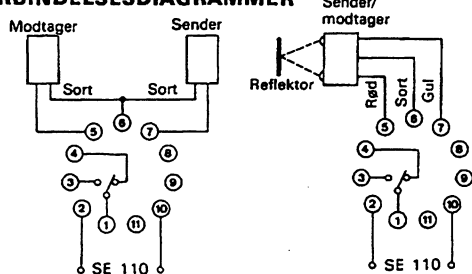 RBINDELSESDIAGRAMMER
Modtager
Sender
Sort
Sort
5
6
7
4
8
3
9
2
10
1
11
SE 110
Sender/
modtager
Reflektor
Rød
Sort
Gul
5
6
7
4
8
3
9
2
10
1
11
SE 110